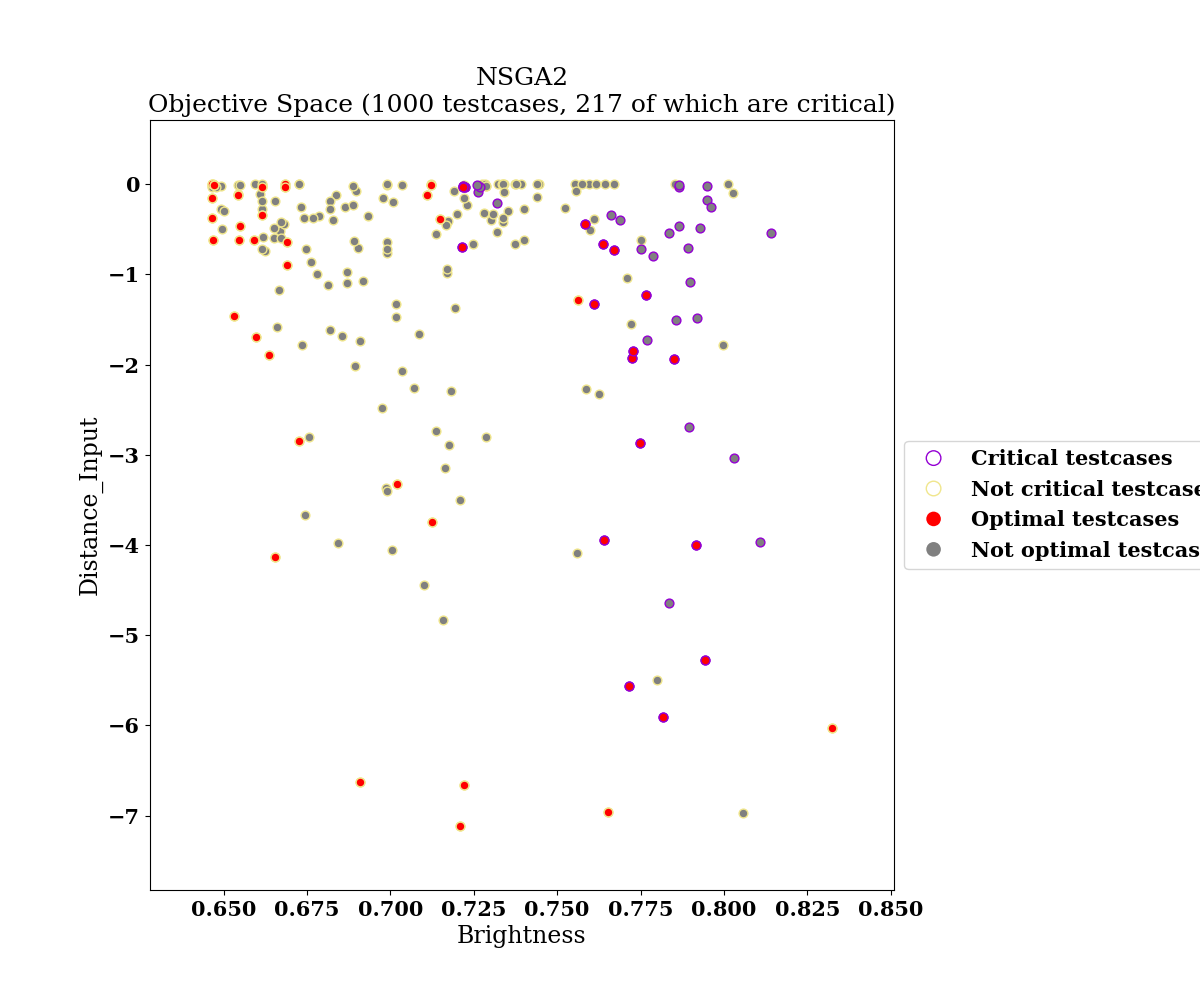 NSGA2
Objective Space (1000 testcases, 217 of which are critical)
0
−1
−2
−3
−4
−5
−6
−7
Distance_Input
0.650 0.675 0.700 0.725 0.750 0.775 0.800 0.825 0.850
Brightness
Critical testcases
Not critical testcase
Optimal testcases
Not optimal testcas